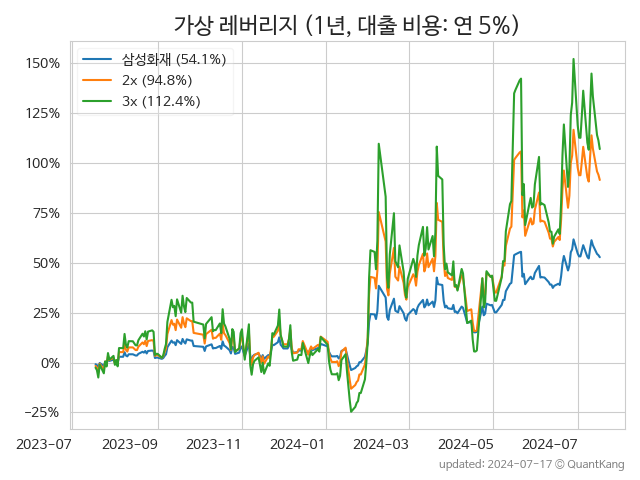 가상 레버리지 (1년, 대출 비용: 연 5%)
삼성화재 (54.1%)
2x (94.8%)
3x (112.4%)
150%
125%
100%
75%
50%
25%
0%
−25%
2023-07 2023-09 2023-11 2024-01 2024-03 2024-05 2024-07
updated: 2024-07-17 © QuantKang